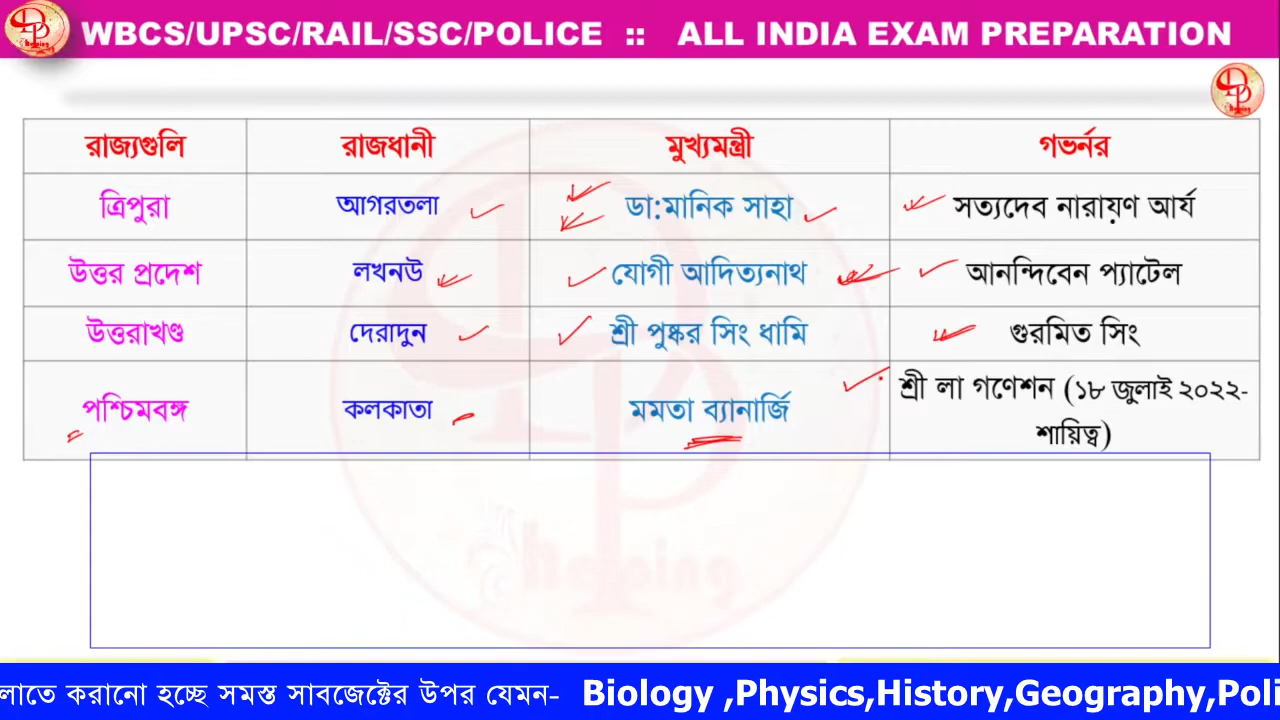 WBCS/UPSC/RAIL/SSC/POLICE :: ALL INDIA EXAM PREPARATION
রাজ্যগুলি রাজধানী মুখ্যমন্ত্রী গভর্নর
ত্রিপুরা আগরতলা ডা:মানিক সাহা সত্যদেব নারায়ণ আর্য
উত্তর প্রদেশ লখনউ যোগী আদিত্যনাথ আনন্দিবেন প্যাটেল
উত্তরাখণ্ড দেরাদুন শ্রী পুষ্কর সিং ধামি গুরমিত সিং
পশ্চিমবঙ্গ কলকাতা মমতা ব্যানার্জি শ্রী লা গণেশন (১৮ জুলাই ২০২২-
শায়িত্ব)
লাতে করানো হচ্ছে সমস্ত সাবজেক্টের উপর যেমন- Biology ,Physics,History,Geography,Poli